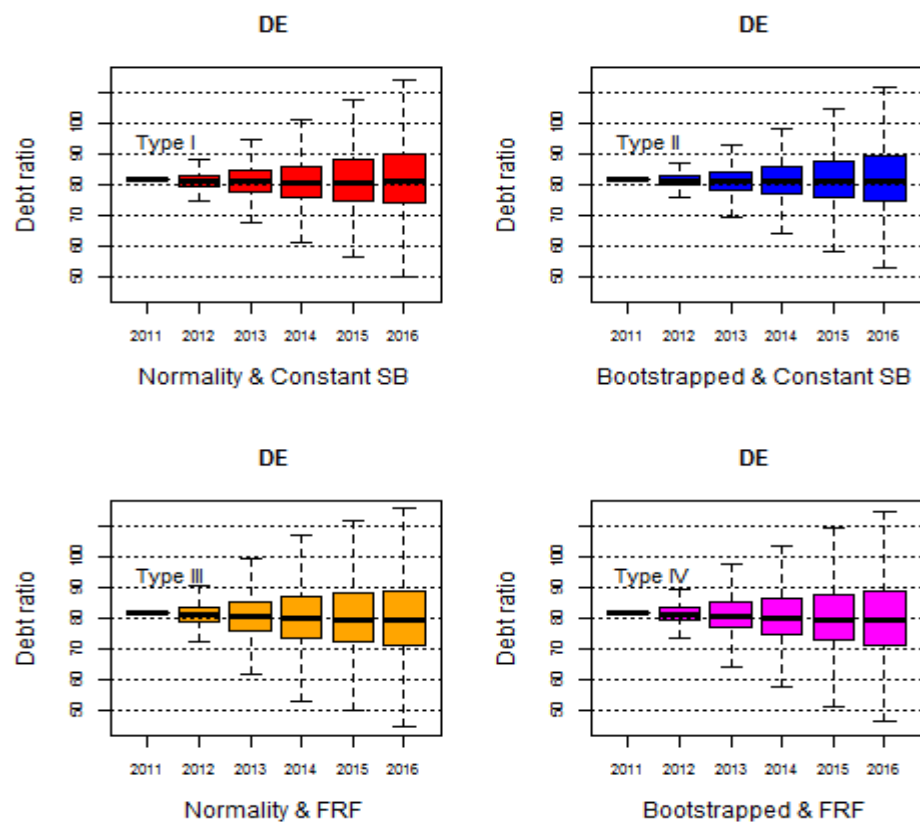 DE
Debt ratio
100
90
80
70
60
50
Type I
2011 2012 2013 2014 2015 2016
Normality & Constant SB
DE
Debt ratio
100
90
80
70
60
50
Type II
2011 2012 2013 2014 2015 2016
Bootstrapped & Constant SB
DE
Debt ratio
100
90
80
70
60
50
Type III
2011 2012 2013 2014 2015 2016
Normality & FRF
DE
Debt ratio
100
90
80
70
60
50
Type IV
2011 2012 2013 2014 2015 2016
Bootstrapped & FRF